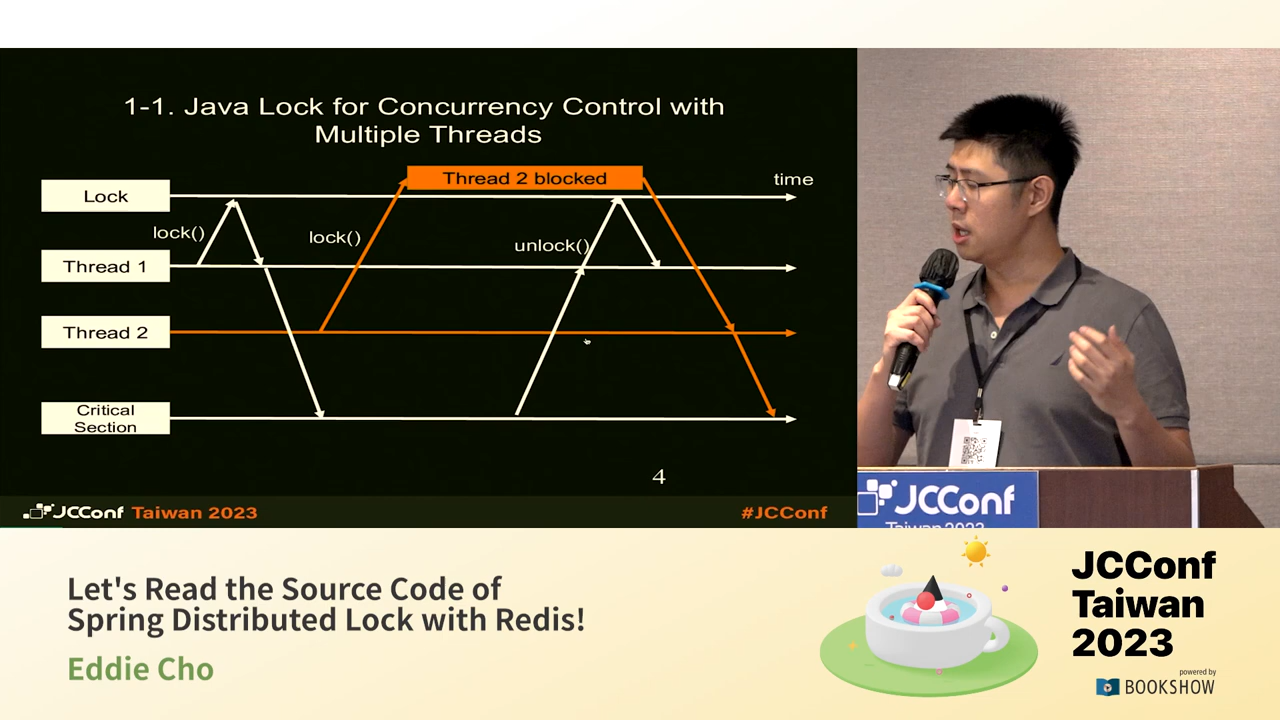 1-1. Java Lock for Concurrency Control with
Multiple Threads
Thread 2 blocked
time
Lock
lock()
lock()
unlock()
Thread 1
Thread 2
Critical
Section
4
JCConf Taiwan 2023
#JCConf
JCConf
Taiwan 2023
Let's Read the Source Code of
Spring Distributed Lock with Redis!
Eddie Cho
JCConf
Taiwan
2023
powered by
BOOKSHOW